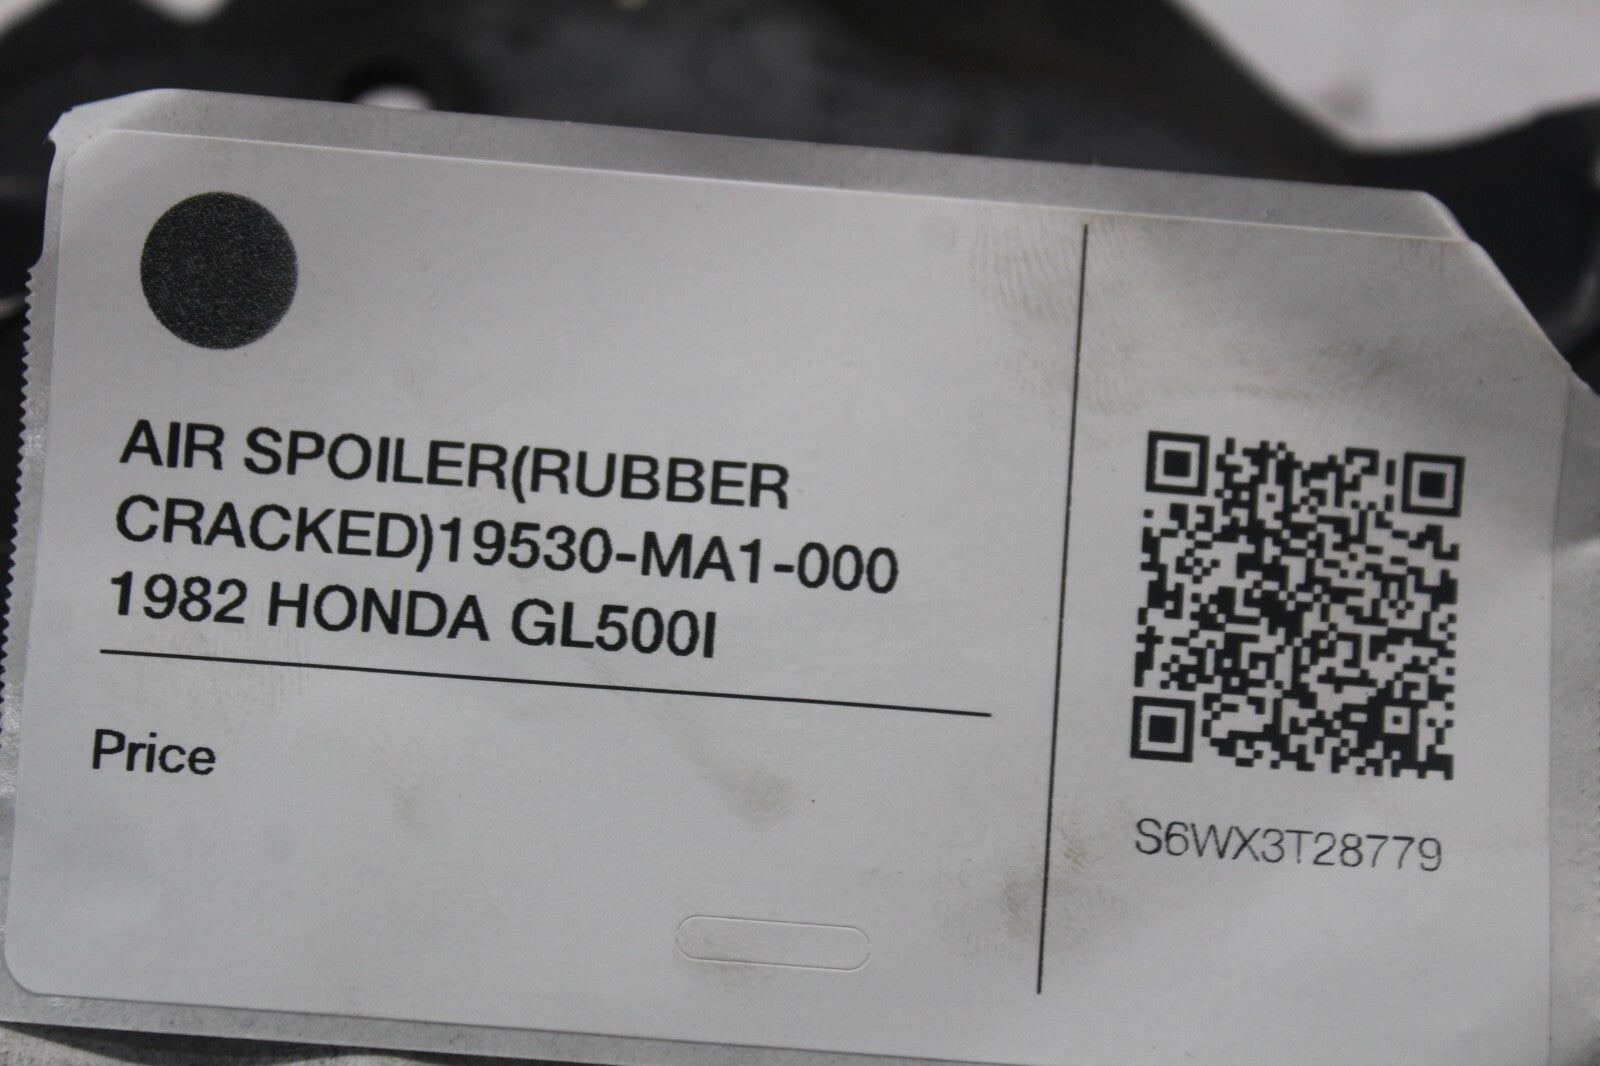 AIR SPOILER(RUBBER
CRACKED)19530-MA1-000
1982 HONDA GL500I
Price
S6WX3T28779